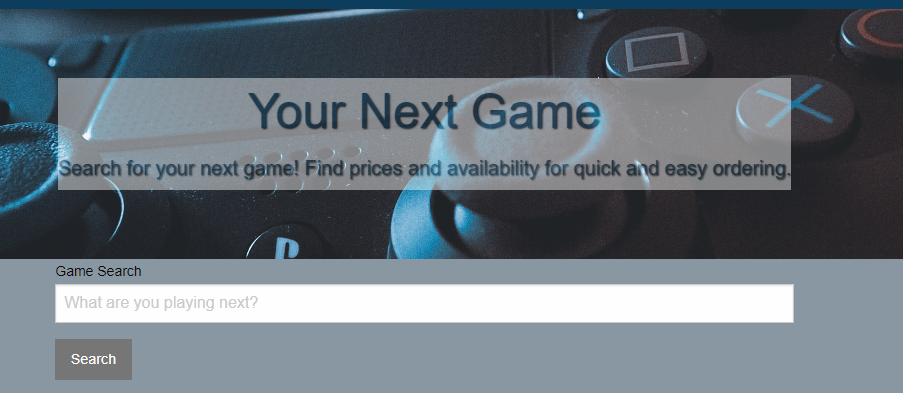 Your Next Game
Search for your next game! Find prices and availability for quick and easy ordering.
Game Search
What are you playing next?
Search